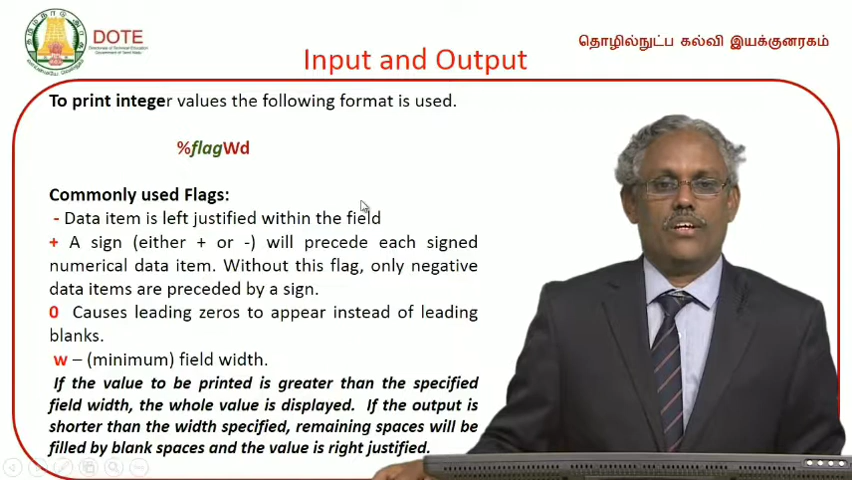 DOTE
Directorate of Technical Education
Government of Tamil Nadu
தொழில்நுட்ப கல்வி இயக்குனரகம்
Input and Output
To print integer values the following format is used.
%flagWd
Commonly used Flags:
- Data item is left justified within the field
+ A sign (either + or -) will precede each signed
numerical data item. Without this flag, only negative
data items are preceded by a sign.
0 Causes leading zeros to appear instead of leading
blanks.
w – (minimum) field width.
If the value to be printed is greater than the specified
field width, the whole value is displayed. If the output is
shorter than the width specified, remaining spaces will be
filled by blank spaces and the value is right justified.